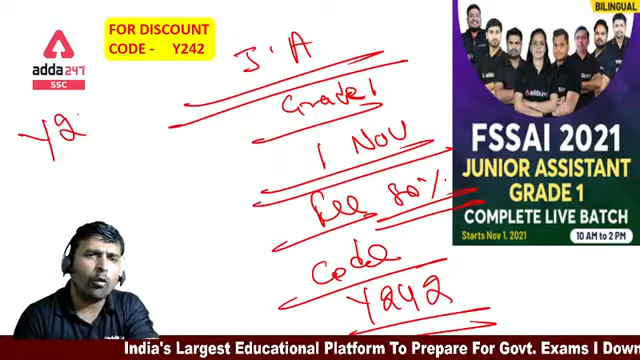 FOR DISCOUNT
CODE - Y242
adda247
SSC
J.A
Grade 1
1 NOV
Fee 80%
Code
Y242
Y2
BILINGUAL
FSSAI 2021
JUNIOR ASSISTANT
GRADE 1
COMPLETE LIVE BATCH
Starts Nov 1, 2021
10 AM to 2 PM
India's Largest Educational Platform To Prepare For Govt. Exams I Down